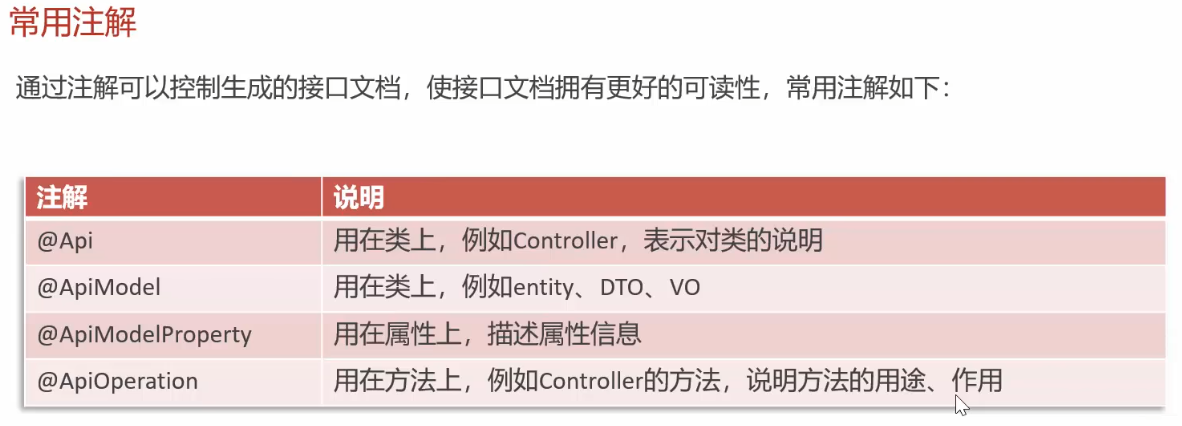 常用注解
通过注解可以控制生成的接口文档，使接口文档拥有更好的可读性，常用注解如下：
注解 说明
@Api 用在类上，例如Controller，表示对类的说明
@ApiModel 用在类上，例如entity、DTO、VO
@ApiModelProperty 用在属性上，描述属性信息
@ApiOperation 用在方法上，例如Controller的方法，说明方法的用途、作用